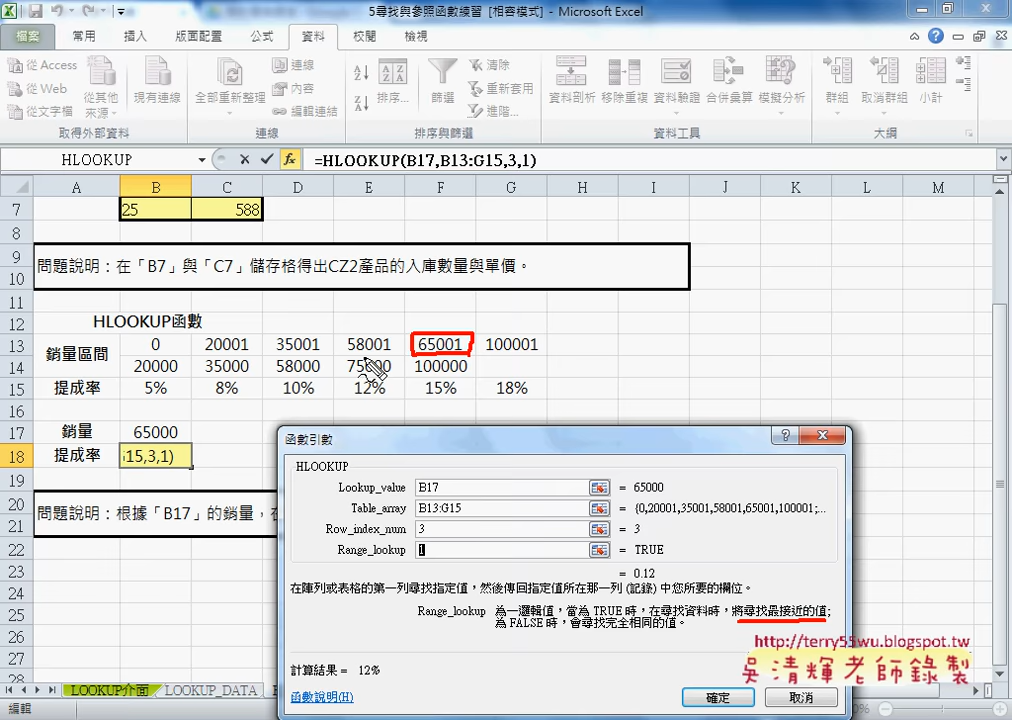 5尋找與參照函數練習 [相容模式] - Microsoft Excel
檔案 常用 插入 版面配置 公式 資料 校閱 檢視
從 Access
從 Web
從文字檔
從其他來源
現有連線
全部重新整理
連線
內容
編輯連結
排序...
篩選
清除
重新套用
進階...
資料剖析 移除重複 資料驗證 合併彙算 模擬分析
群組 取消群組 小計
取得外部資料 連線 排序與篩選 資料工具 大綱
HLOOKUP fx =HLOOKUP(B17,B13:G15,3,1)
A B C D E F G H I J K L M
7 25 588
8
9
問題說明：在「B7」與「C7」儲存格得出CZ2產品的入庫數量與單價。
10
11
12 HLOOKUP函數
13 0 20001 35001 58001 65001 100001
銷量區間
14 20000 35000 58000 75000 100000
15 提成率 5% 8% 10% 12% 15% 18%
16
17 銷量 65000
18 提成率 15,3,1)
19
20
問題說明：根據「B17」的銷量，在
21
22
23
24
25
26
27
28
函數引數
HLOOKUP
Lookup_value B17 = 65000
Table_array B13:G15 = {0,20001,35001,58001,65001,100001;...
Row_index_num 3 = 3
Range_lookup 1 = TRUE
= 0.12
在陣列或表格的第一列尋找指定值，然後傳回指定值所在那一列 (記錄) 中您所要的欄位。
Range_lookup 為一邏輯值，當為 TRUE 時，在尋找資料時，將尋找最接近的值;
為 FALSE 時，會尋找完全相同的值。
計算結果 = 12%
函數說明(H)
確定 取消
http://terry55wu.blogspot.tw
吳清輝老師錄製
LOOKUP介面 LOOKUP_DATA
編輯